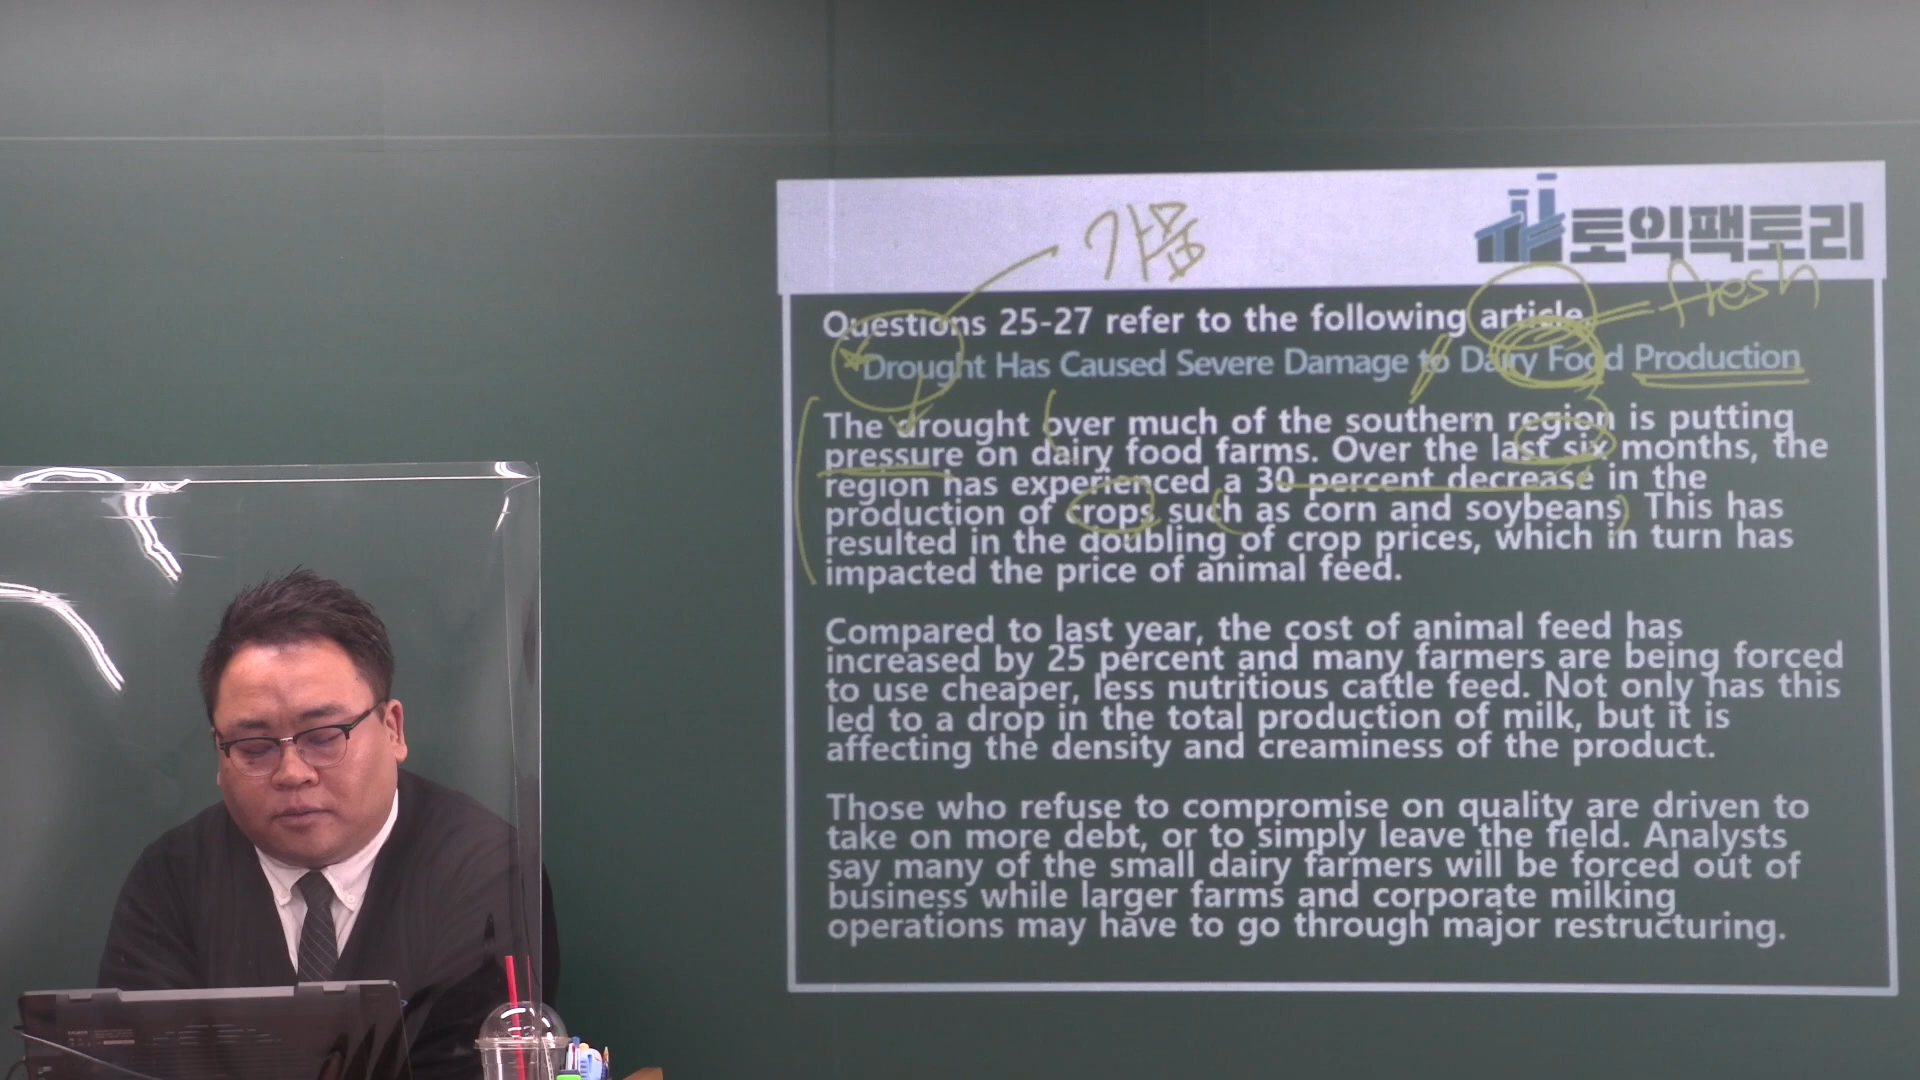 토익팩토리
가뭄
fresh
Questions 25-27 refer to the following article
*Drought Has Caused Severe Damage to Dairy Food Production
The drought over much of the southern region is putting
pressure on dairy food farms. Over the last six months, the
region has experienced a 30 percent decrease in the
production of crops such as corn and soybeans. This has
resulted in the doubling of crop prices, which in turn has
impacted the price of animal feed.
Compared to last year, the cost of animal feed has
increased by 25 percent and many farmers are being forced
to use cheaper, less nutritious cattle feed. Not only has this
led to a drop in the total production of milk, but it is
affecting the density and creaminess of the product.
Those who refuse to compromise on quality are driven to
take on more debt, or to simply leave the field. Analysts
say many of the small dairy farmers will be forced out of
business while larger farms and corporate milking
operations may have to go through major restructuring.